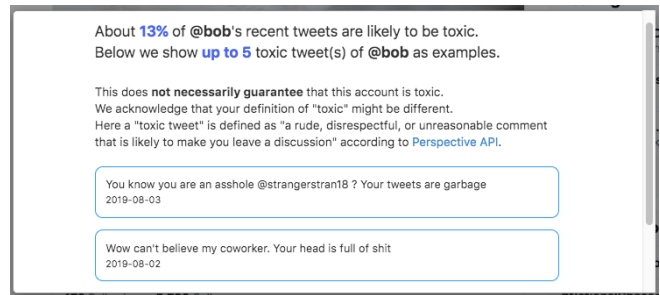 About 13% of @bob's recent tweets are likely to be toxic.
Below we show up to 5 toxic tweet(s) of @bob as examples.
This does not necessarily guarantee that this account is toxic.
We acknowledge that your definition of "toxic" might be different.
Here a "toxic tweet" is defined as "a rude, disrespectful, or unreasonable comment
that is likely to make you leave a discussion" according to Perspective API.
You know you are an asshole @strangerstran18 ? Your tweets are garbage
2019-08-03
Wow can't believe my coworker. Your head is full of shit
2019-08-02